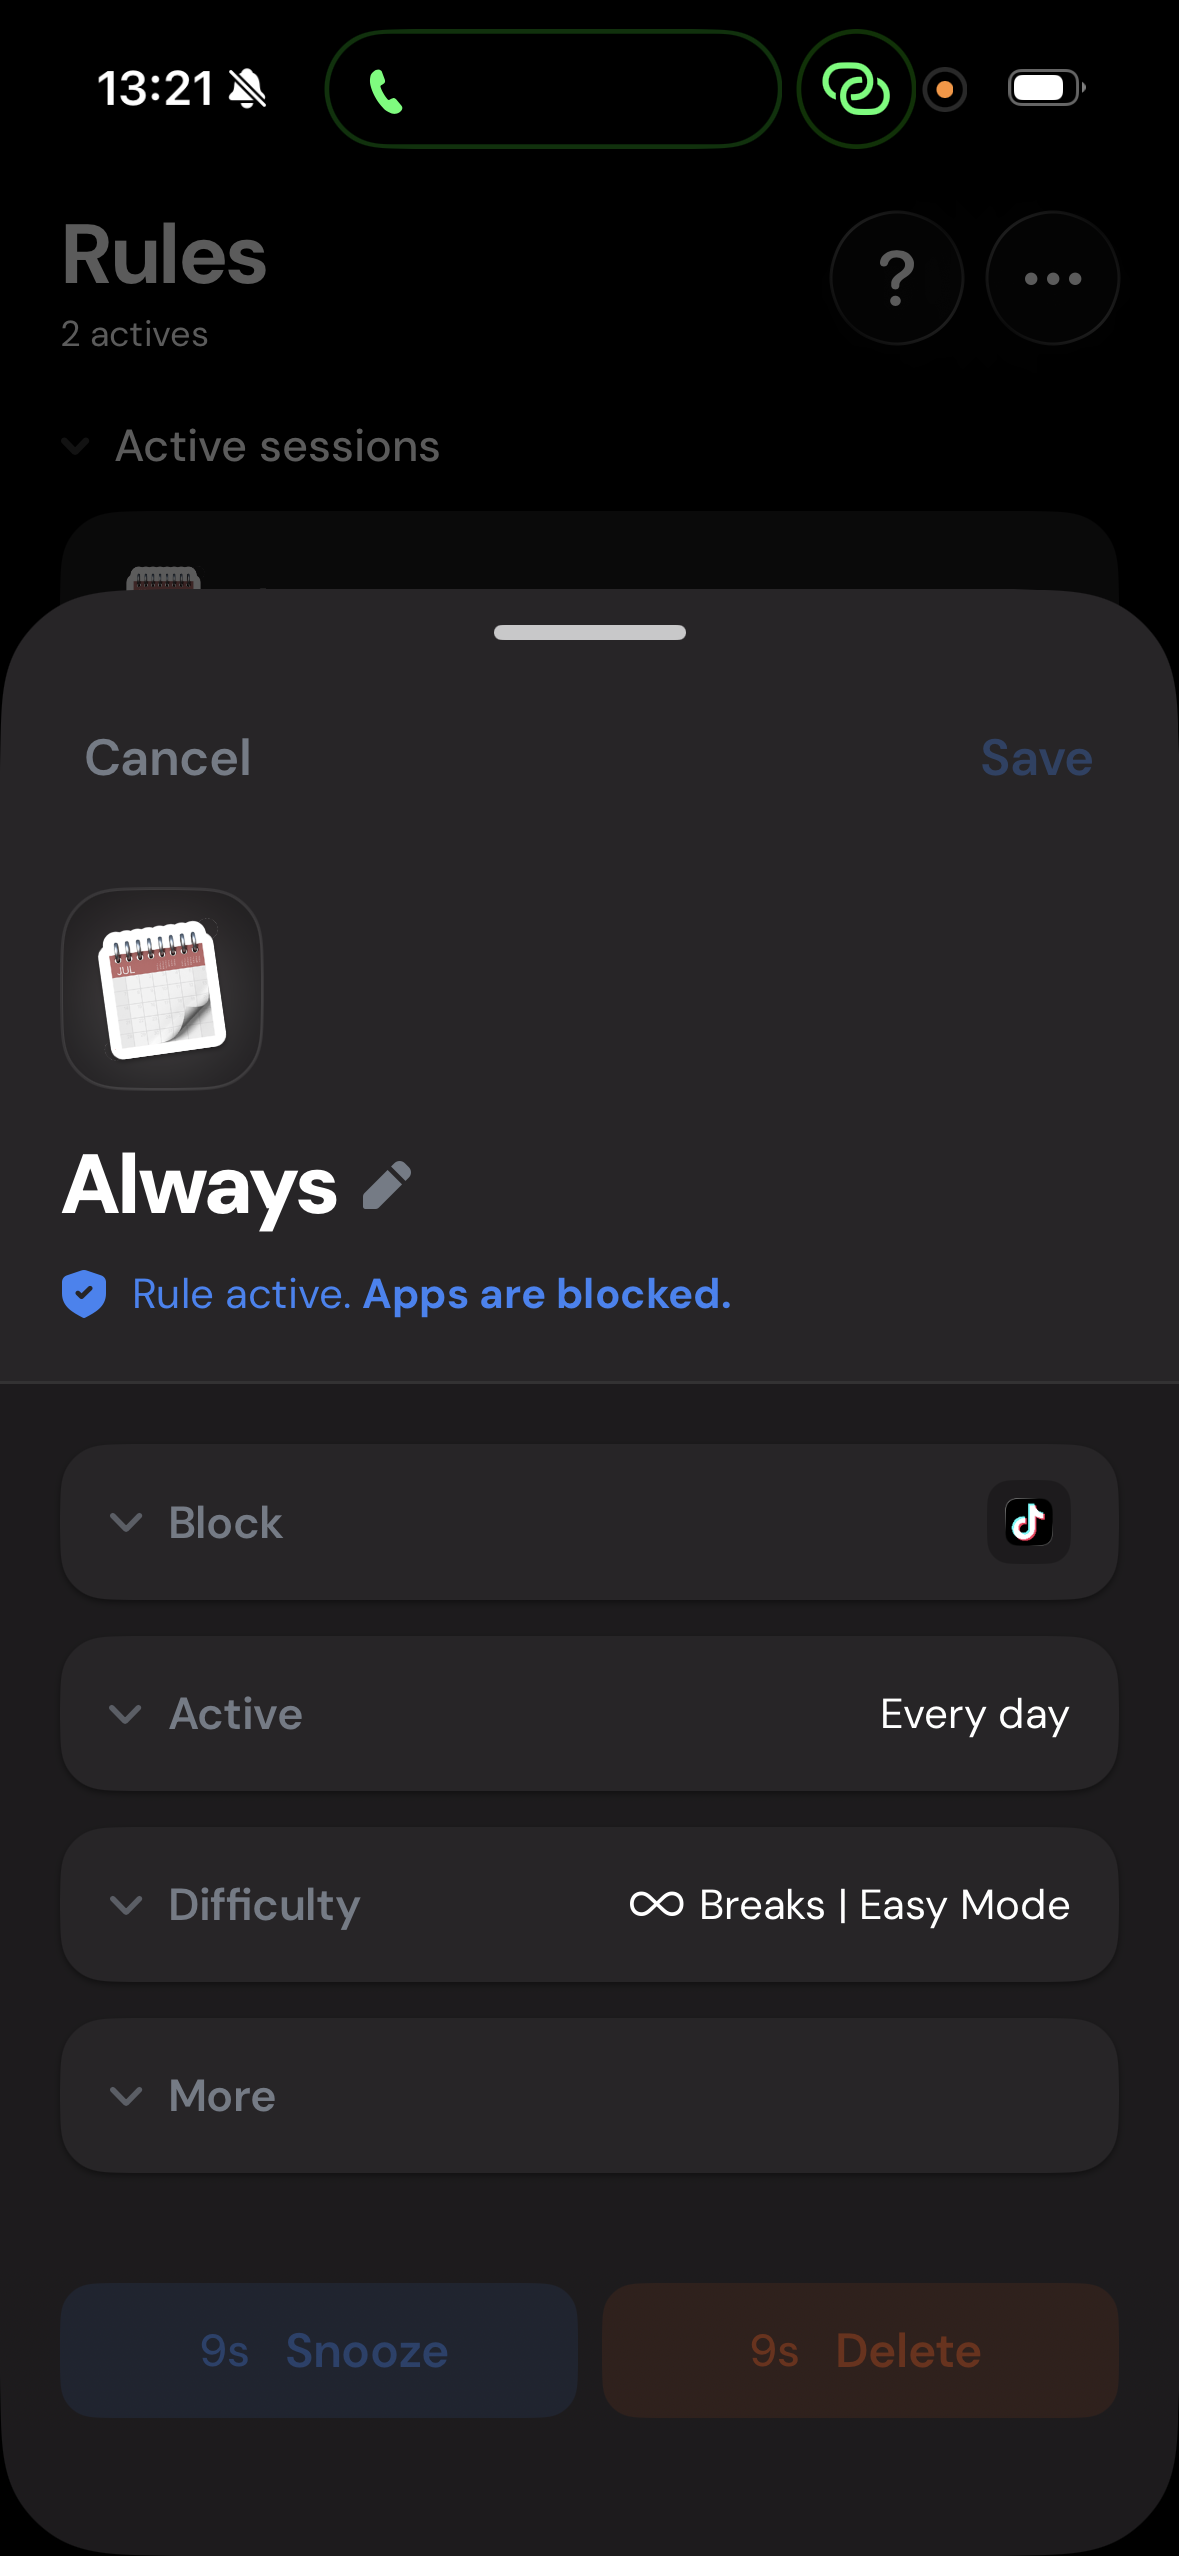 13:21
Rules
2 actives
?
Active sessions
Cancel
Save
JUL
Always
Rule active. Apps are blocked.
Block
Active
Every day
Difficulty
∞ Breaks | Easy Mode
More
9s Snooze
9s Delete